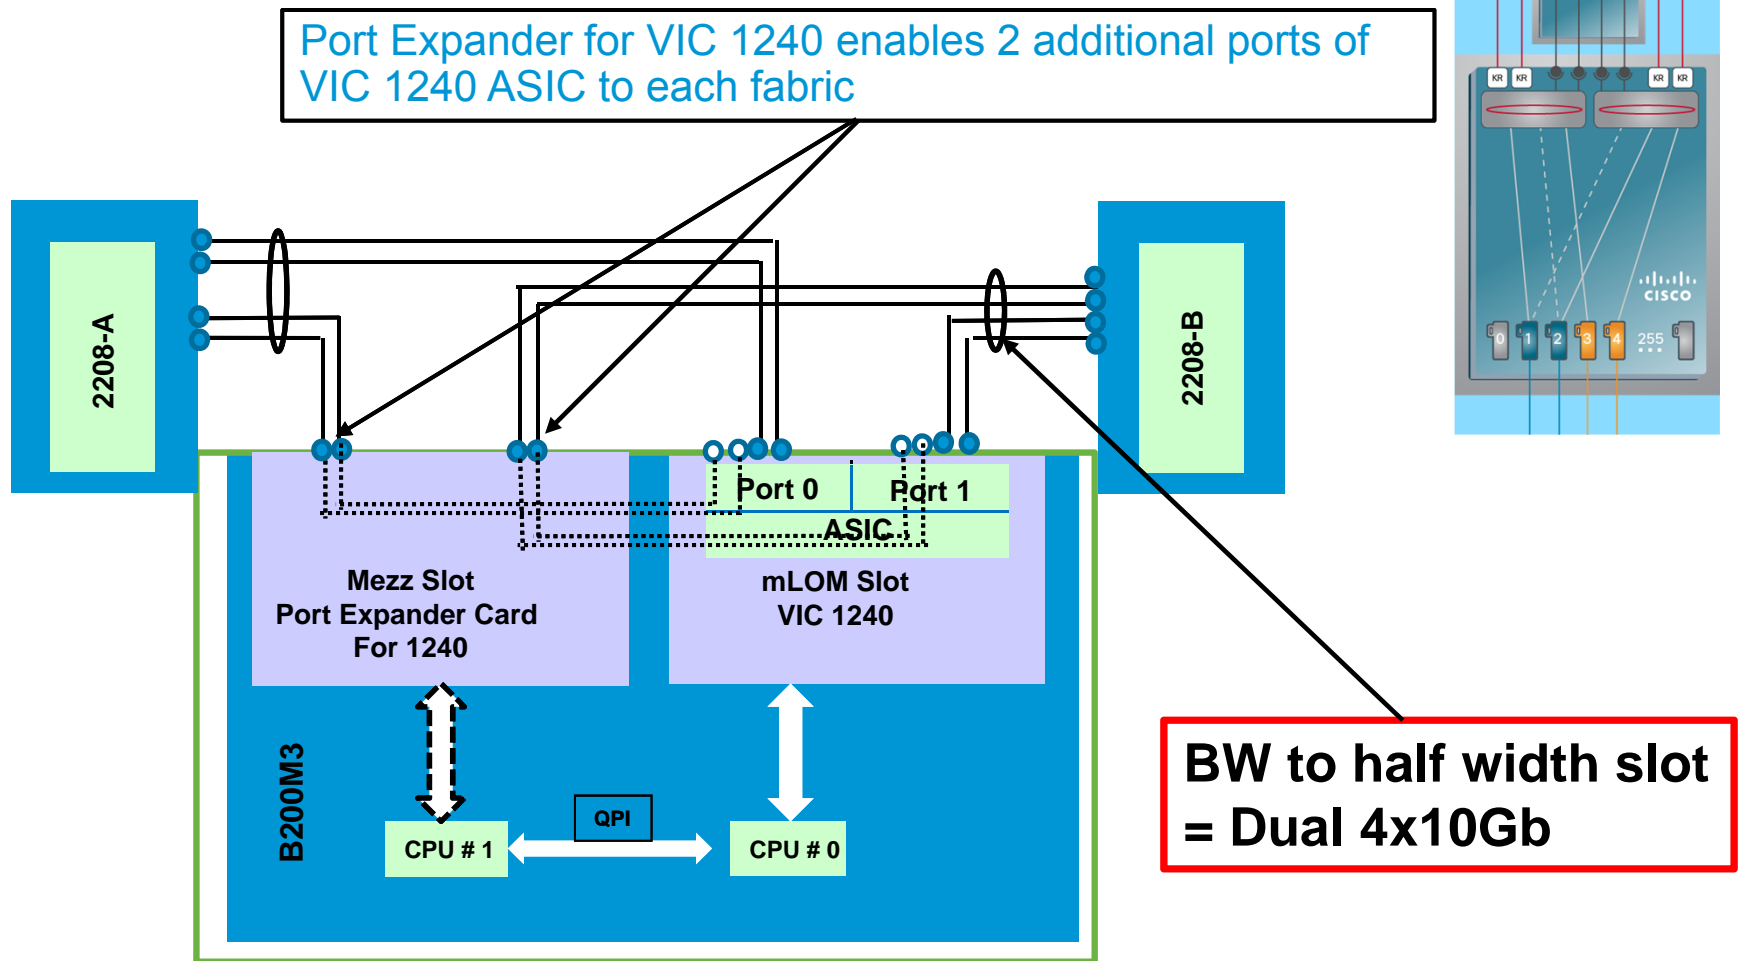 Port Expander for VIC 1240 enables 2 additional ports of
VIC 1240 ASIC to each fabric
KR KR KR KR
CISCO
0 1 2 3 4 255
2208-A
2208-B
Port 0 Port 1
ASIC
Mezz Slot
Port Expander Card
For 1240
mLOM Slot
VIC 1240
B200M3
QPI
CPU # 1
CPU # 0
BW to half width slot
= Dual 4x10Gb